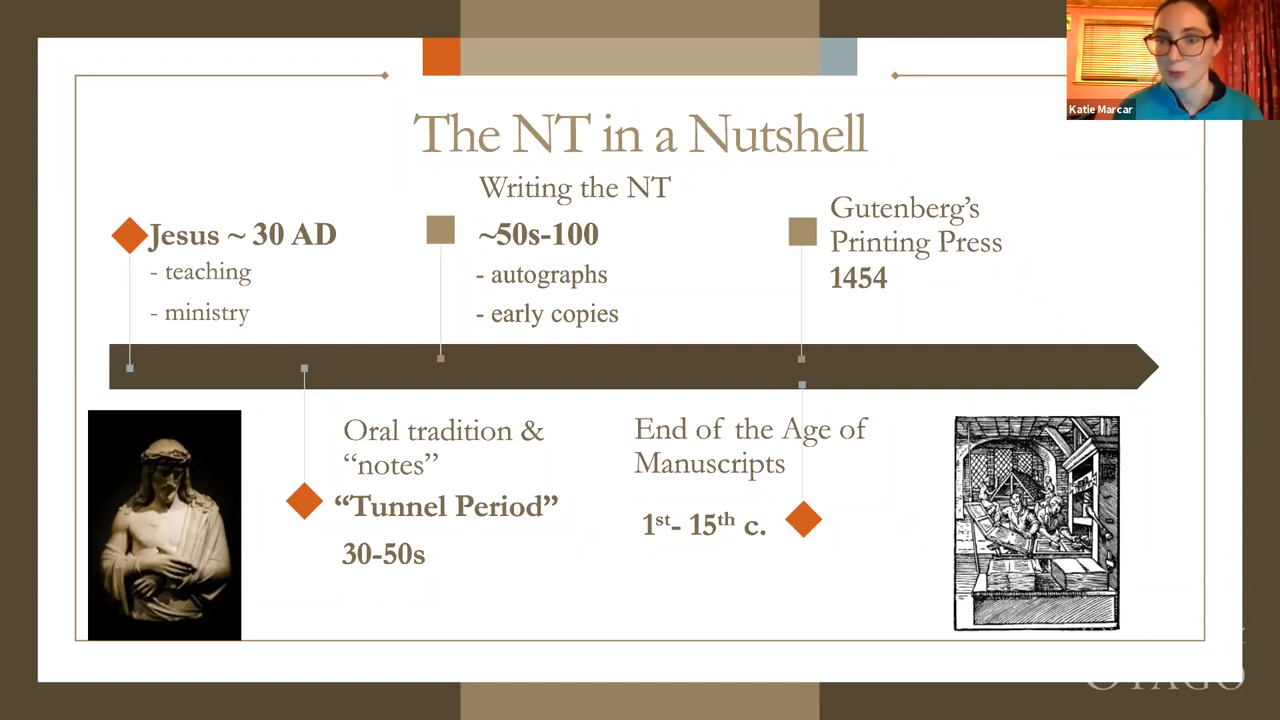 Katie Marcar
The NT in a Nutshell
Jesus ~ 30 AD
- teaching
- ministry
Writing the NT
~50s-100
- autographs
- early copies
Gutenberg’s
Printing Press
1454
Oral tradition &
“notes”
“Tunnel Period”
30-50s
End of the Age of
Manuscripts
1st- 15th c.
OTAGO